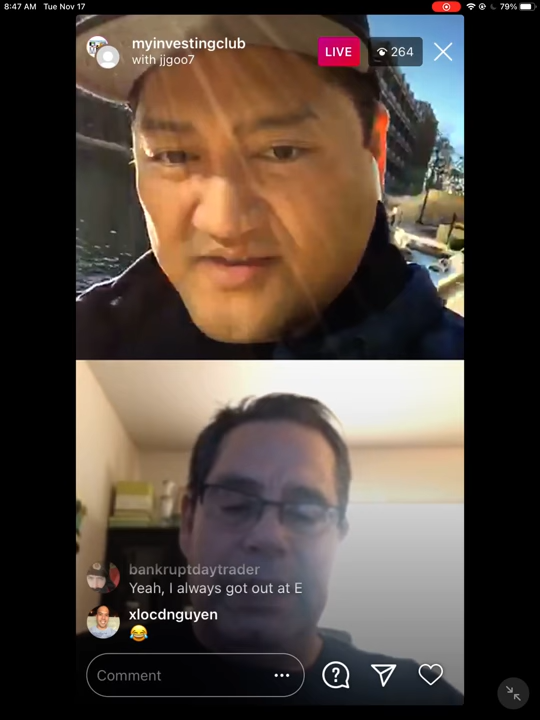 8:47 AM Tue Nov 17
79%
myinvestingclub
with jjgoo7
LIVE
264
bankruptdaytrader
Yeah, I always got out at E
xlocdnguyen
😂
Comment